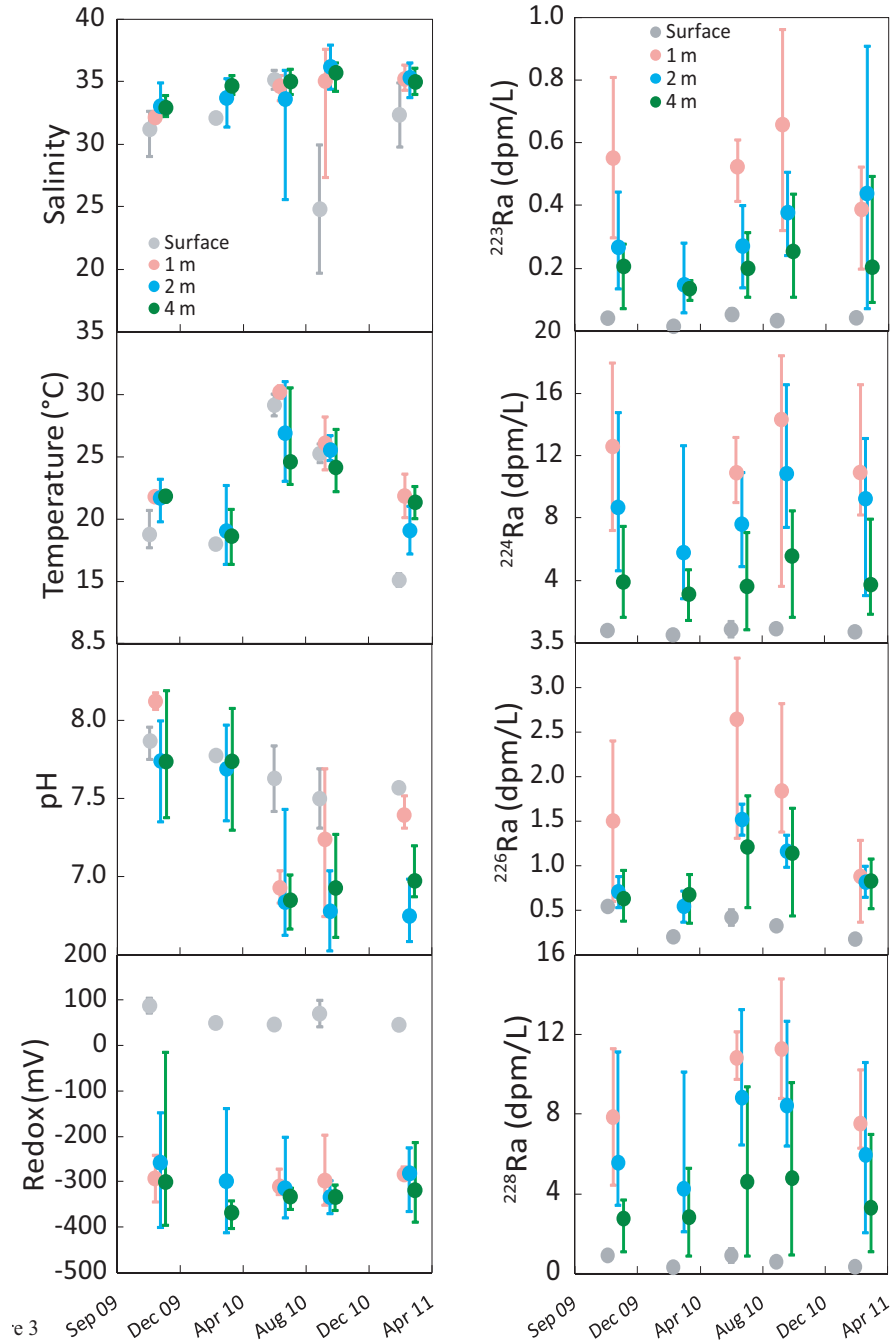 Salinity
40
35
30
25
20
35
Surface
1 m
2 m
4 m
Temperature (°C)
30
25
20
15
8.5
pH
8.0
7.5
7.0
200
Redox (mV)
100
0
-100
-200
-300
-400
-500
Sep 09
Dec 09
Apr 10
Aug 10
Dec 10
Apr 11
223Ra (dpm/L)
1.0
0.8
0.6
0.4
0.2
20
Surface
1 m
2 m
4 m
224Ra (dpm/L)
16
12
8
4
3.5
226Ra (dpm/L)
3.0
2.5
2.0
1.5
1.0
0.5
16
228Ra (dpm/L)
12
8
4
0
Sep 09
Dec 09
Apr 10
Aug 10
Dec 10
Apr 11
re 3